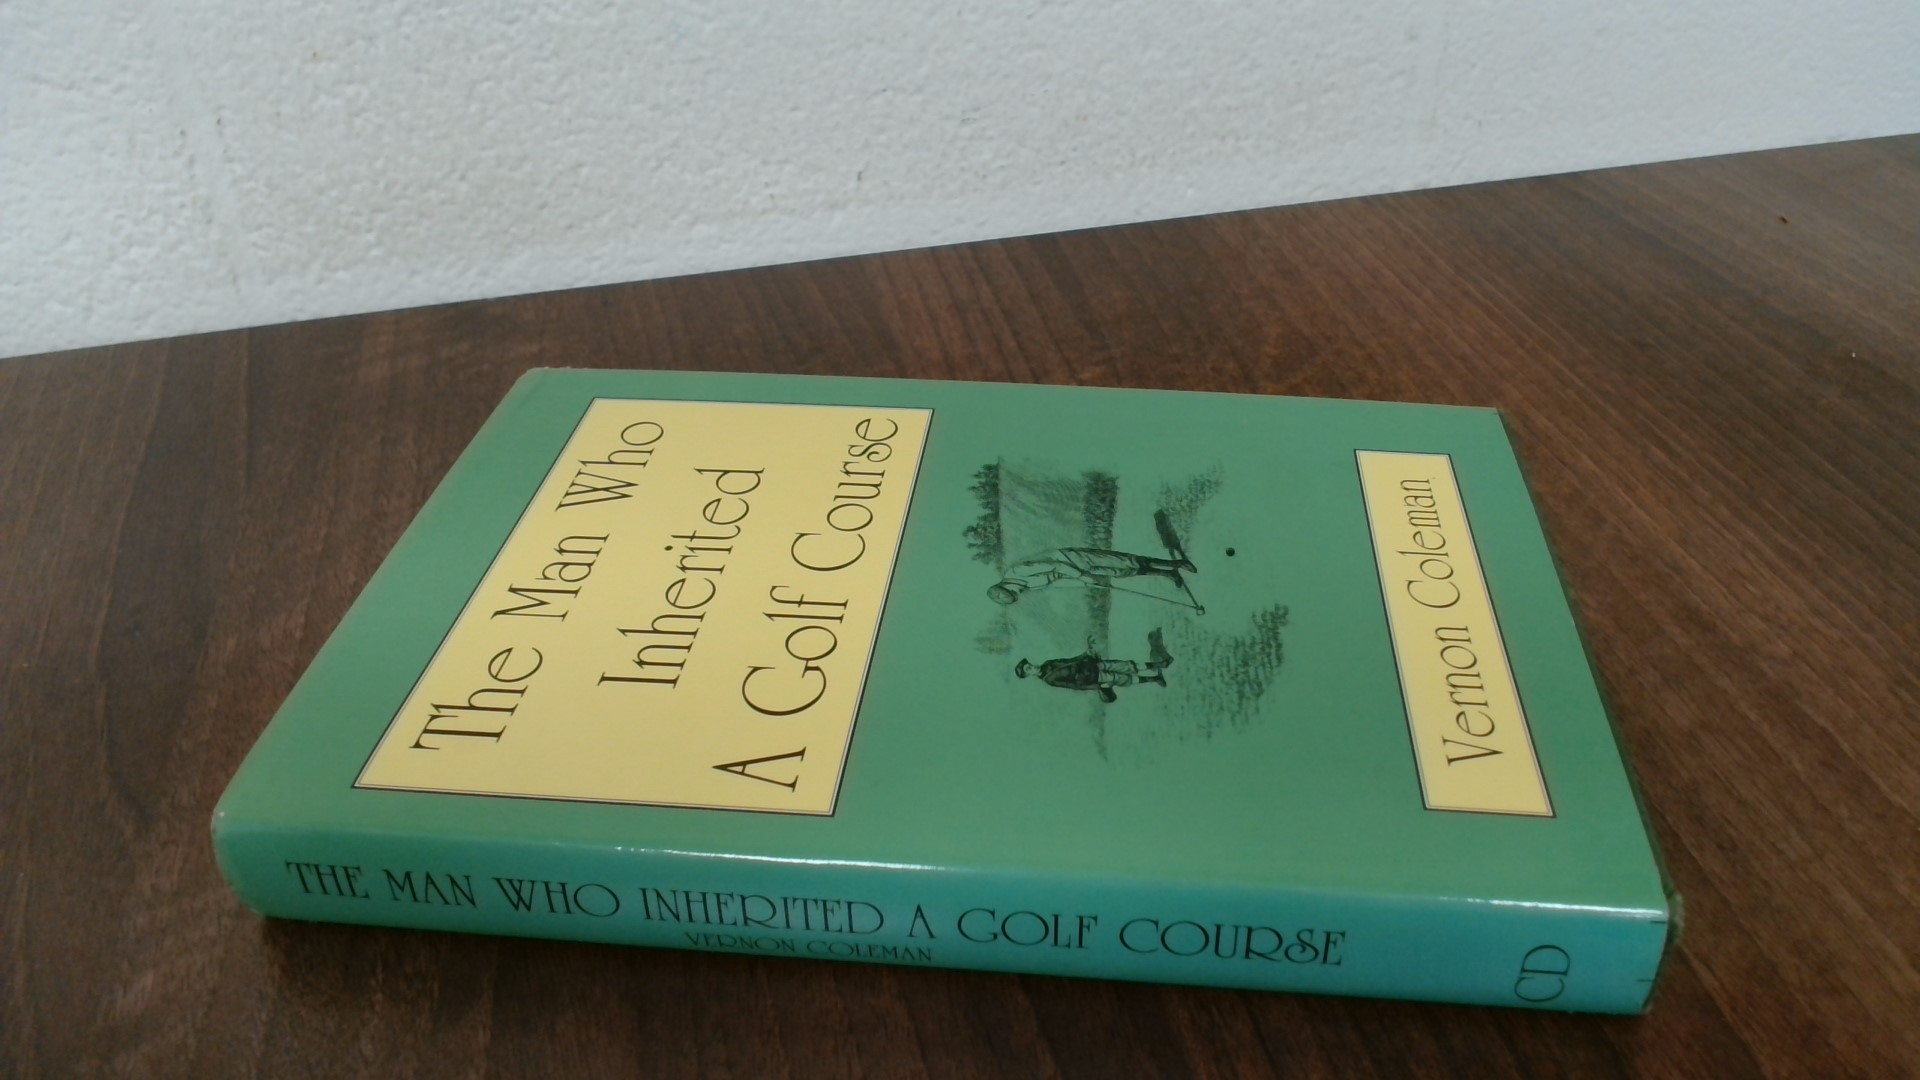 The Man Who
Inherited
A Golf Course
Vernon Coleman
THE MAN WHO INHERITED A GOLF COURSE
VERNON COLEMAN
CD